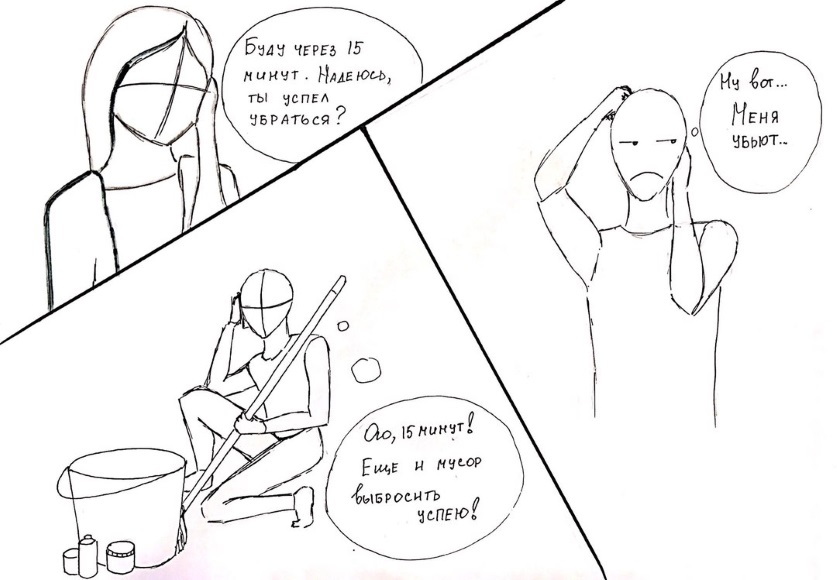 Буду через 15
минут. Надеюсь,
ты успел
убраться?
Ого, 15 минут!
Еще и мусор
выбросить
успею!
Ну вот...
Меня
убьют..